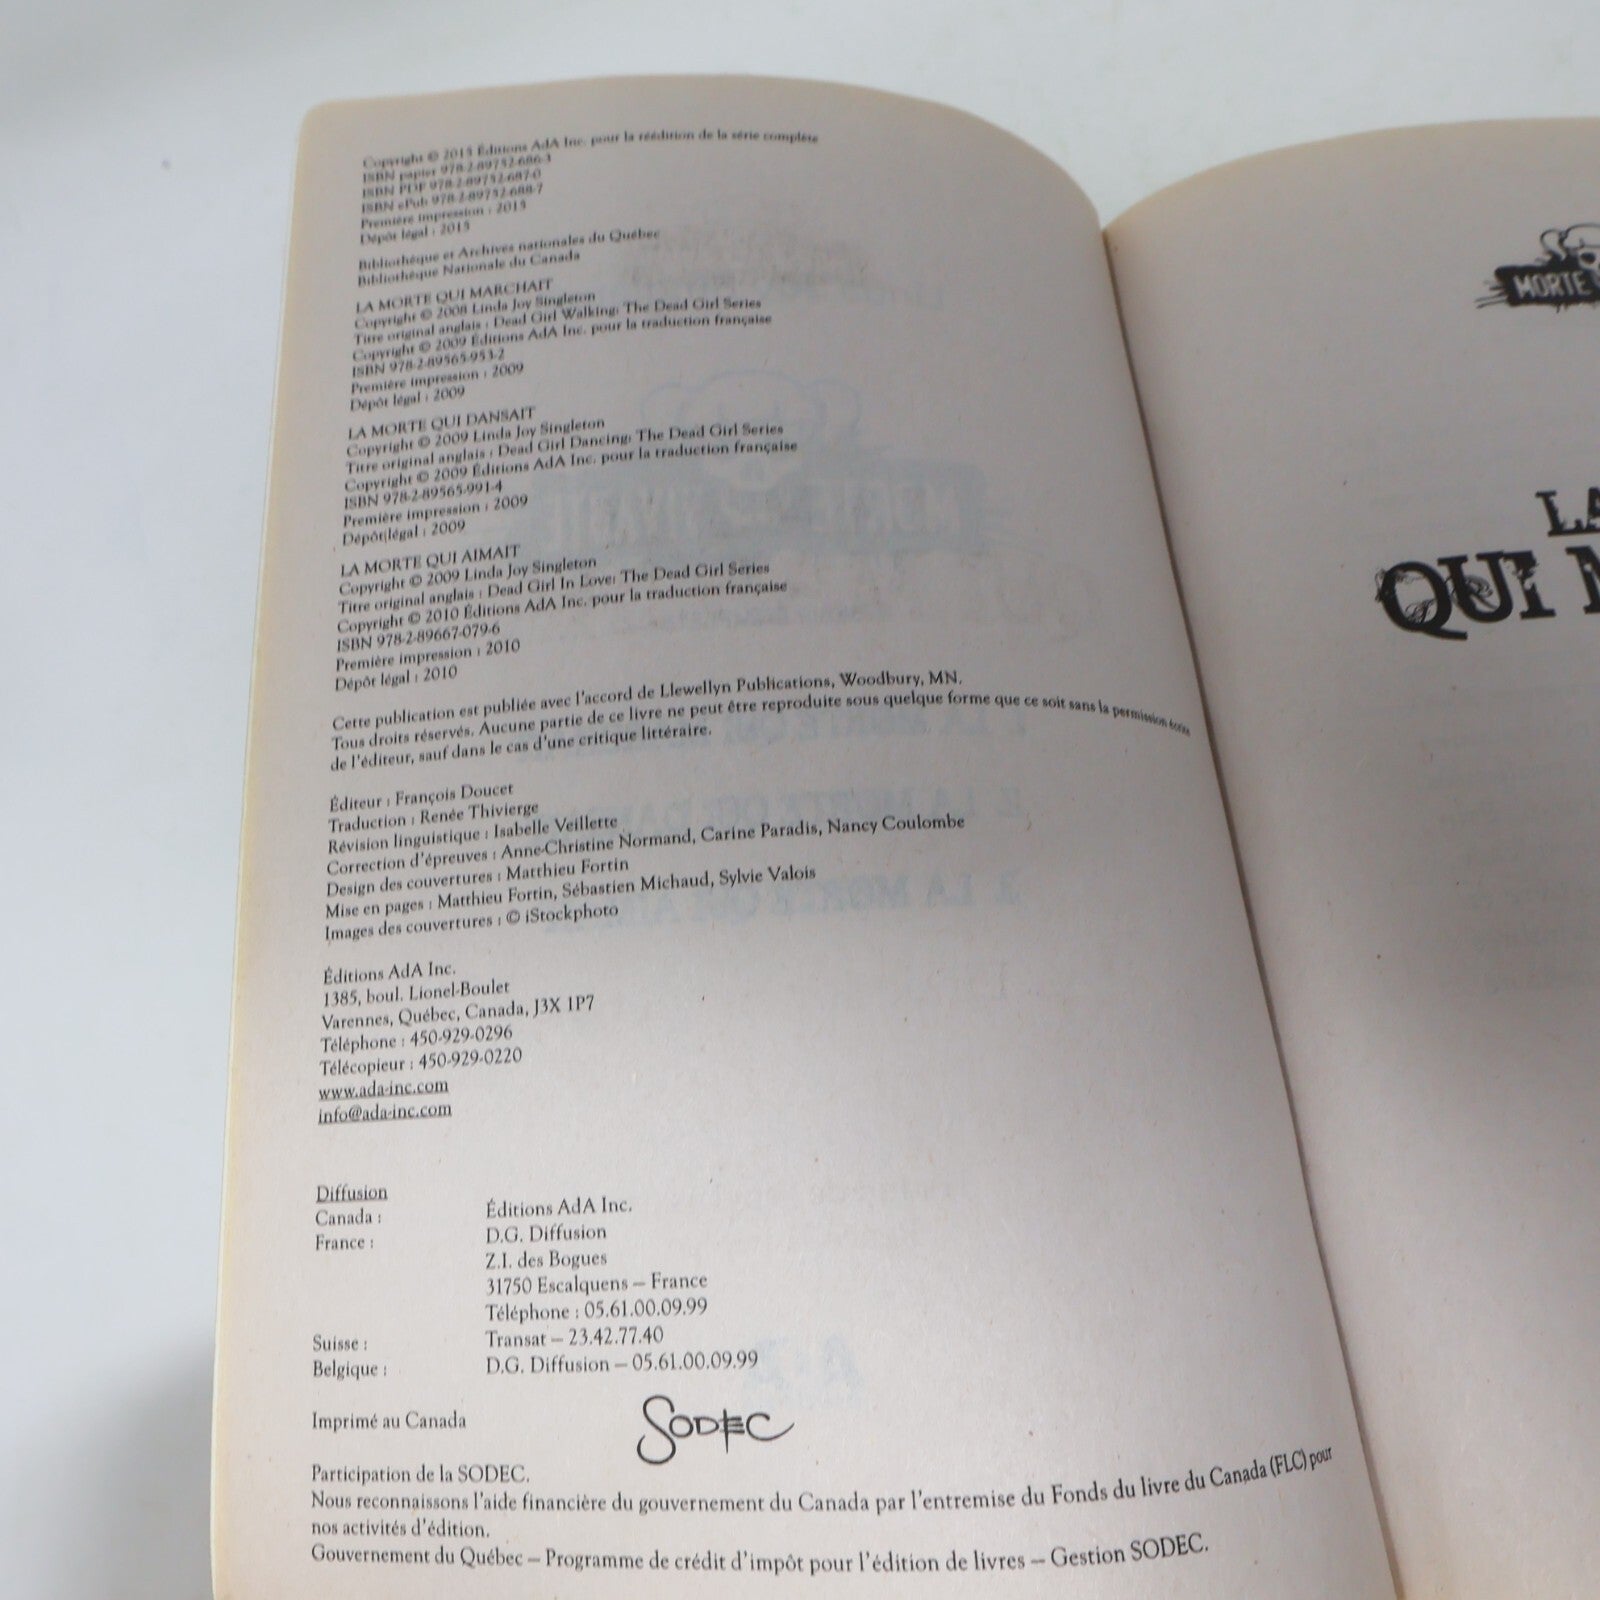 Copyright © 2015 Éditions AdA Inc. pour la réédition de la série complète
ISBN papier 978-2-89752-686-3
ISBN PDF 978-2-89752-687-0
ISBN ePub 978-2-89752-688-7
Première impression : 2015
Dépôt légal : 2015
Bibliothèque et Archives nationales du Québec
Bibliothèque Nationale du Canada
LA MORTE QUI MARCHAIT
Copyright © 2008 Linda Joy Singleton
Titre original anglais : Dead Girl Walking: The Dead Girl Series
Copyright © 2009 Éditions AdA Inc. pour la traduction française
ISBN 978-2-89565-953-2
Première impression : 2009
Dépôt légal : 2009
LA MORTE QUI DANSAIT
Copyright © 2009 Linda Joy Singleton
Titre original anglais : Dead Girl Dancing: The Dead Girl Series
Copyright © 2009 Éditions AdA Inc. pour la traduction française
ISBN 978-2-89565-991-4
Première impression : 2009
Dépôt légal : 2009
LA MORTE QUI AIMAIT
Copyright © 2009 Linda Joy Singleton
Titre original anglais : Dead Girl In Love: The Dead Girl Series
Copyright © 2010 Éditions AdA Inc. pour la traduction française
ISBN 978-2-89667-079-6
Première impression : 2010
Dépôt légal : 2010
Cette publication est publiée avec l'accord de Llewellyn Publications, Woodbury, MN.
Tous droits réservés. Aucune partie de ce livre ne peut être reproduite sous quelque forme que ce soit sans la permission écrite
de l'éditeur, sauf dans le cas d'une critique littéraire.
Éditeur : François Doucet
Traduction : Renée Thivierge
Révision linguistique : Isabelle Veillette
Correction d'épreuves : Anne-Christine Normand, Carine Paradis, Nancy Coulombe
Design des couvertures : Matthieu Fortin
Mise en pages : Matthieu Fortin, Sébastien Michaud, Sylvie Valois
Images des couvertures : © iStockphoto
Éditions AdA Inc.
1385, boul. Lionel-Boulet
Varennes, Québec, Canada, J3X 1P7
Téléphone : 450-929-0296
Télécopieur : 450-929-0220
www.ada-inc.com
info@ada-inc.com
Diffusion
Canada : Éditions AdA Inc.
France : D.G. Diffusion
Z.I. des Bogues
31750 Escalquens – France
Téléphone : 05.61.00.09.99
Suisse : Transat – 23.42.77.40
Belgique : D.G. Diffusion – 05.61.00.09.99
Imprimé au Canada
SODEC
Participation de la SODEC.
Nous reconnaissons l'aide financière du gouvernement du Canada par l'entremise du Fonds du livre du Canada (FLC) pour
nos activités d'édition.
Gouvernement du Québec – Programme de crédit d'impôt pour l'édition de livres – Gestion SODEC.
MORTE
LA
QUI M